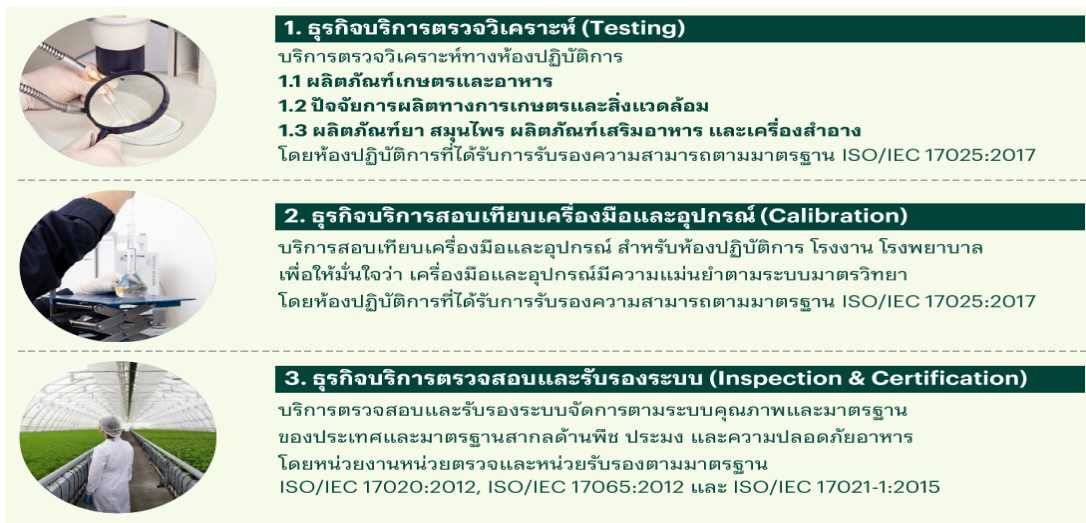 1. ธุรกิจบริการตรวจวิเคราะห์ (Testing)
บริการตรวจวิเคราะห์ทางห้องปฏิบัติการ
1.1 ผลิตภัณฑ์เกษตรและอาหาร
1.2 ปัจจัยการผลิตทางการเกษตรและสิ่งแวดล้อม
1.3 ผลิตภัณฑ์ยา สมุนไพร ผลิตภัณฑ์เสริมอาหาร และเครื่องสำอาง
โดยห้องปฏิบัติการที่ได้รับการรับรองความสามารถตามมาตรฐาน ISO/IEC 17025:2017
2. ธุรกิจบริการสอบเทียบเครื่องมือและอุปกรณ์ (Calibration)
บริการสอบเทียบเครื่องมือและอุปกรณ์ สำหรับห้องปฏิบัติการ โรงงาน โรงพยาบาล
เพื่อให้มั่นใจว่า เครื่องมือและอุปกรณ์มีความแม่นยำตามระบบมาตรวิทยา
โดยห้องปฏิบัติการที่ได้รับการรับรองความสามารถตามมาตรฐาน ISO/IEC 17025:2017
3. ธุรกิจบริการตรวจสอบและรับรองระบบ (Inspection & Certification)
บริการตรวจสอบและรับรองระบบจัดการตามระบบคุณภาพและมาตรฐาน
ของประเทศและมาตรฐานสากลด้านพืช ประมง และความปลอดภัยอาหาร
โดยหน่วยงานหน่วยตรวจและหน่วยรับรองตามมาตรฐาน
ISO/IEC 17020:2012, ISO/IEC 17065:2012 และ ISO/IEC 17021-1:2015